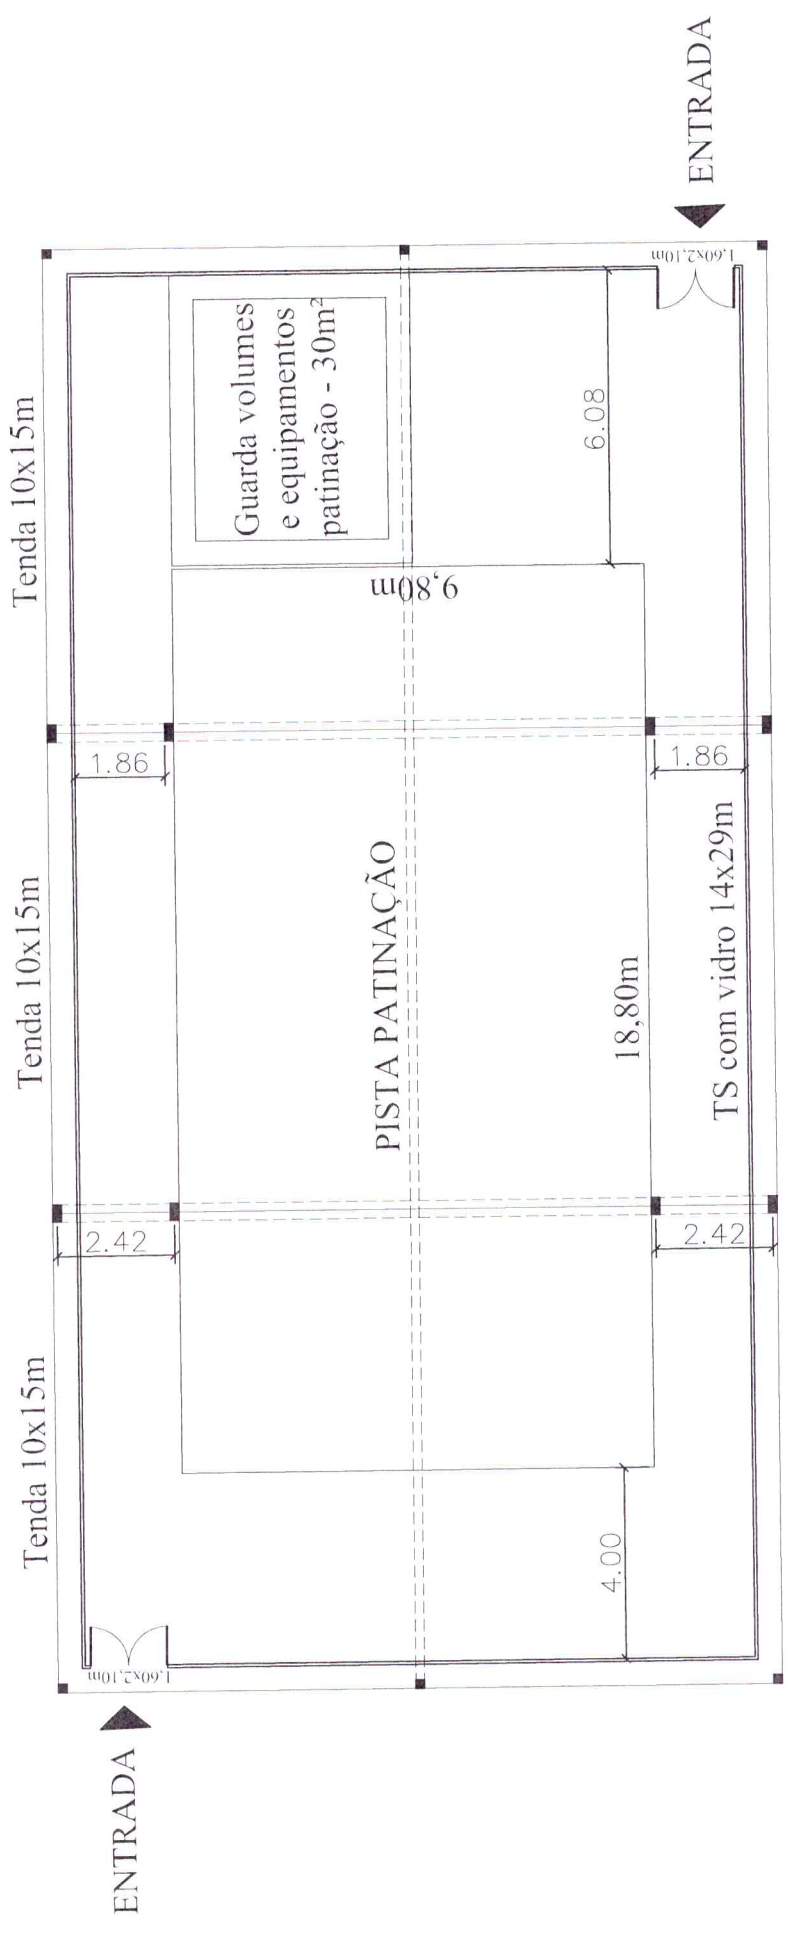 Tenda 10x15m
Tenda 10x15m
Tenda 10x15m
ENTRADA
1,60x2,10m
2.42
1.86
Guarda volumes
e equipamentos
patinação - 30m²
PISTA PATINAÇÃO
9,80m
4.00
18,80m
6.08
2.42
TS com vidro 14x29m
1.86
1,60x2,10m
ENTRADA